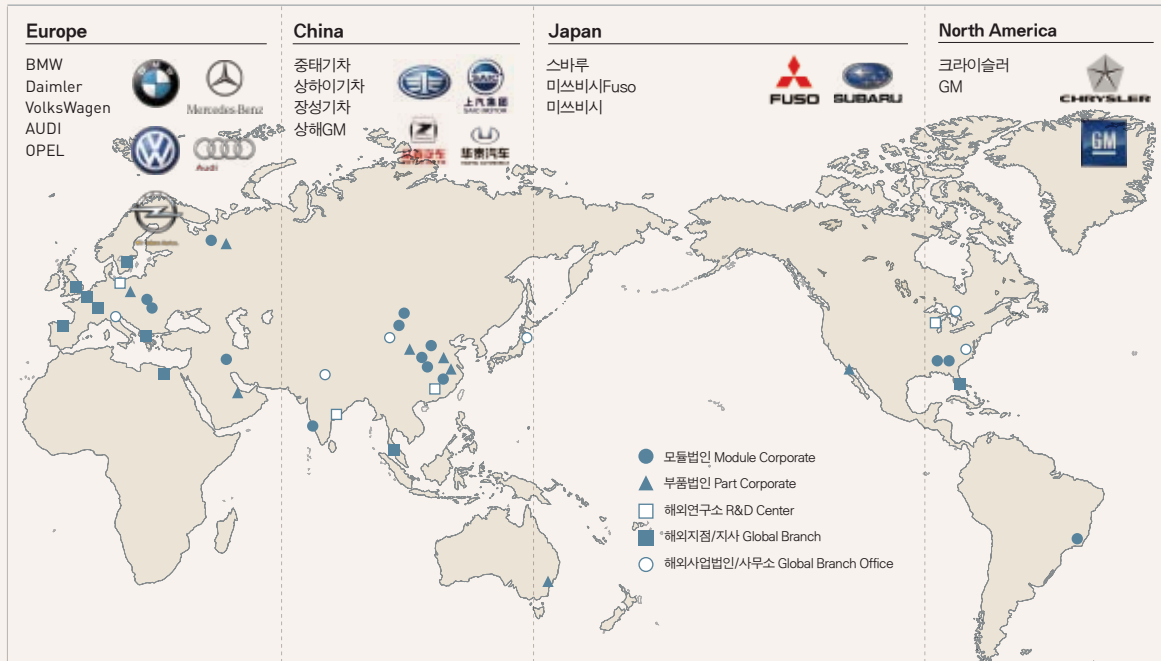 Europe
BMW
Daimler
VolksWagen
AUDI
OPEL
BMW
Mercedes-Benz
Audi
China
중태기차
상하이기차
장성기차
상해GM
SAIC
上汽集团
SAIC MOTOR
华泰汽车
Japan
스바루
미쓰비시Fuso
미쓰비시
FUSO
SUBARU
North America
크라이슬러
GM
CHRYSLER
GM
모듈법인 Module Corporate
부품법인 Part Corporate
해외연구소 R&D Center
해외지점/지사 Global Branch
해외사업법인/사무소 Global Branch Office